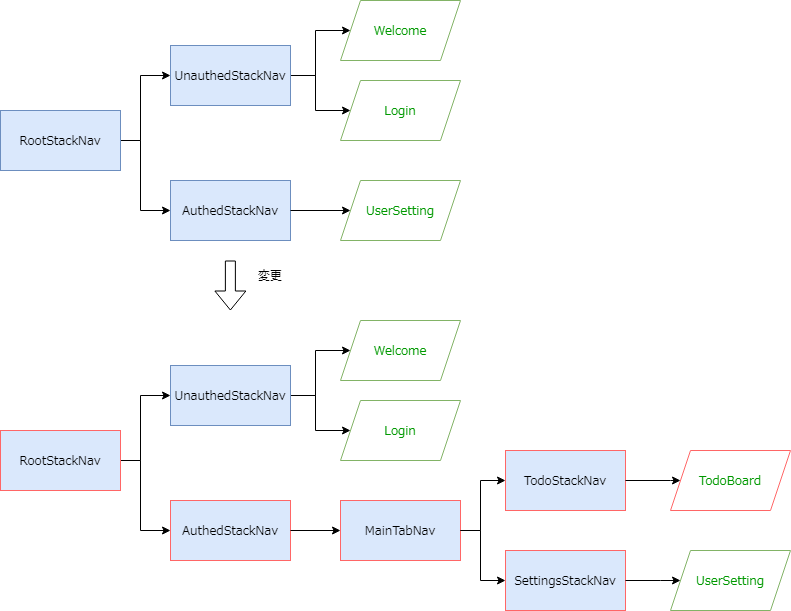 Welcome
UnauthedStackNav
Login
RootStackNav
AuthedStackNav
UserSetting
変更
Welcome
UnauthedStackNav
Login
RootStackNav
TodoStackNav
TodoBoard
AuthedStackNav
MainTabNav
SettingsStackNav
UserSetting